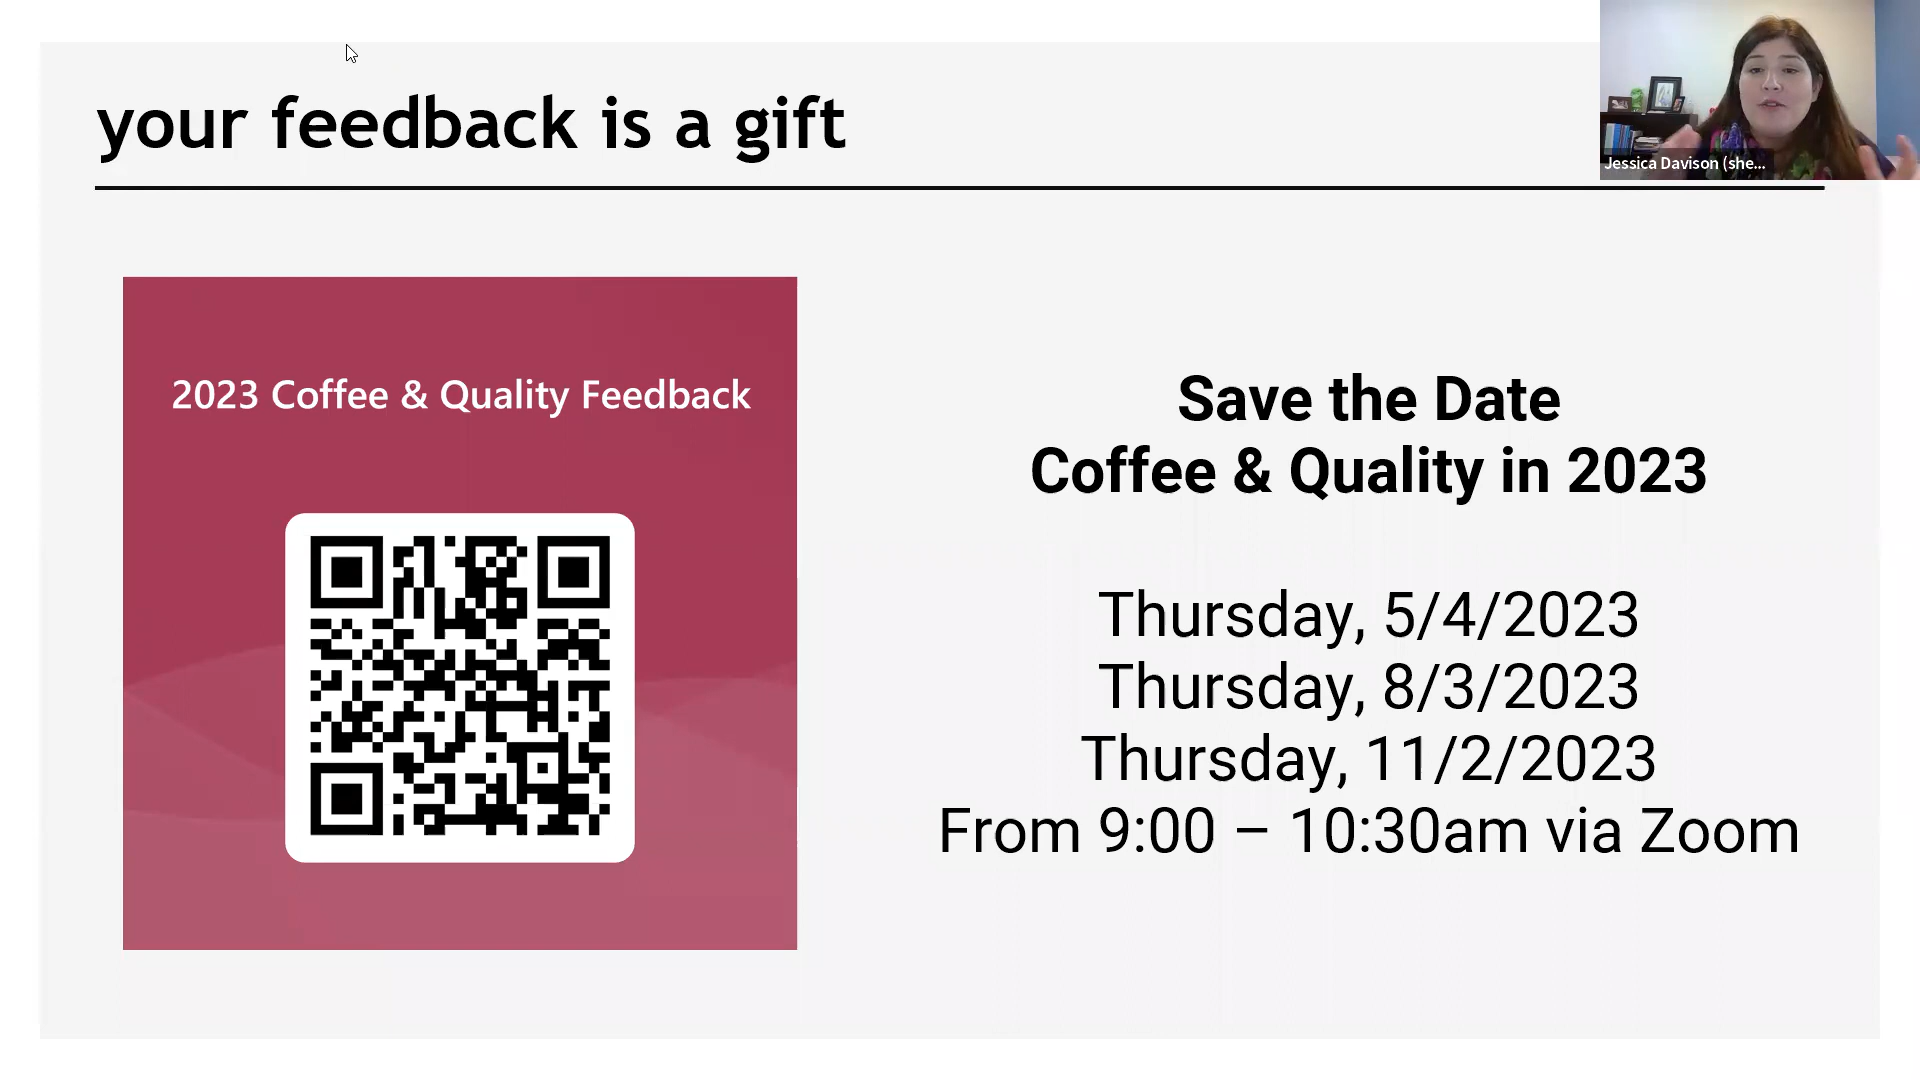 your feedback is a gift
Jessica Davison (she...
2023 Coffee & Quality Feedback
Save the Date
Coffee & Quality in 2023
Thursday, 5/4/2023
Thursday, 8/3/2023
Thursday, 11/2/2023
From 9:00 – 10:30am via Zoom